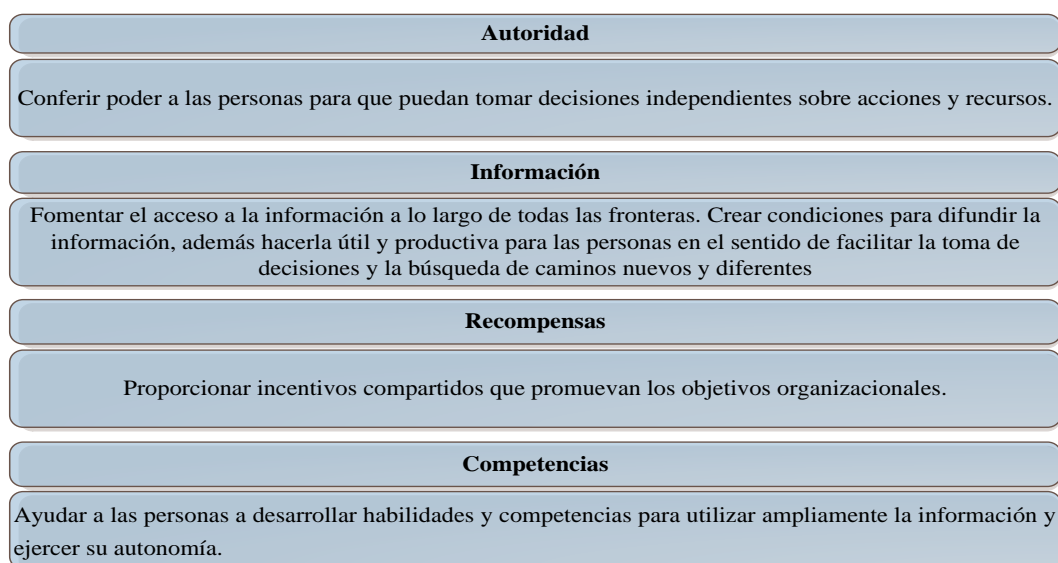 Autoridad
Conferir poder a las personas para que puedan tomar decisiones independientes sobre acciones y recursos.
Información
Fomentar el acceso a la información a lo largo de todas las fronteras. Crear condiciones para difundir la
información, además hacerla útil y productiva para las personas en el sentido de facilitar la toma de
decisiones y la búsqueda de caminos nuevos y diferentes
Recompensas
Proporcionar incentivos compartidos que promuevan los objetivos organizacionales.
Competencias
Ayudar a las personas a desarrollar habilidades y competencias para utilizar ampliamente la información y
ejercer su autonomía.